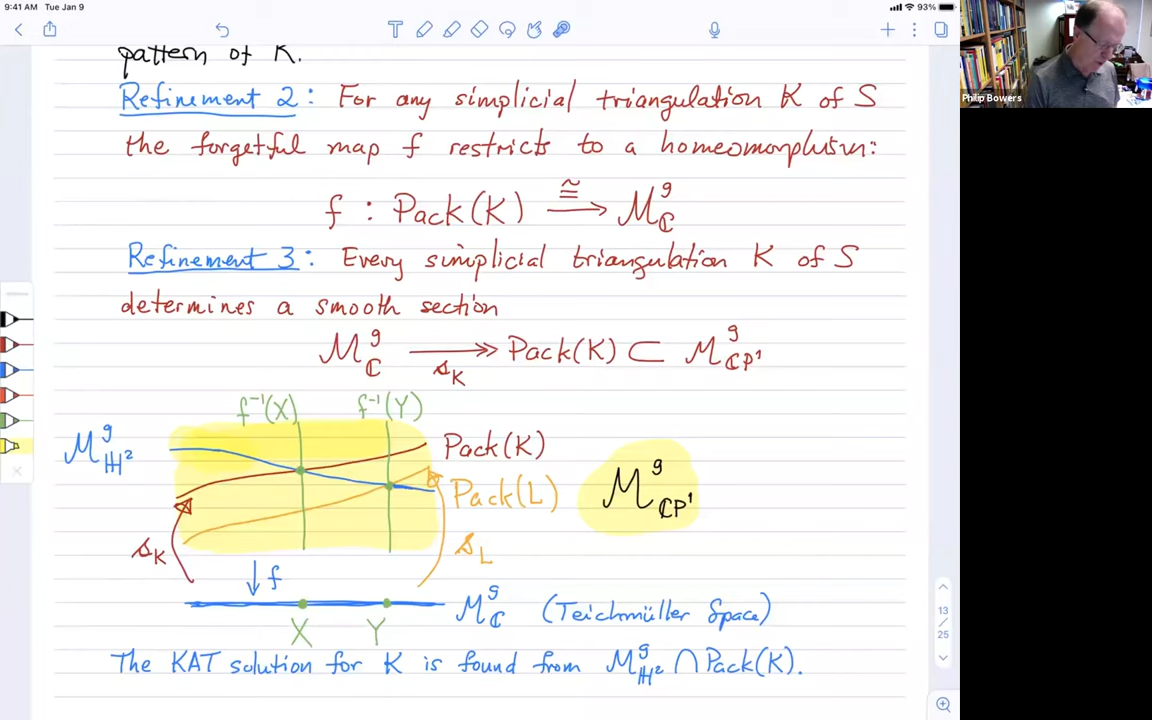 9:41 AM Tue Jan 9
93%
pattern of K.
Refinement 2: For any simplicial triangulation K of S
the forgetful map f restricts to a homeomorphism:
f : Pack(K) ≅⟶ M^g_ℂ
Refinement 3: Every simplicial triangulation K of S
determines a smooth section
M^g_ℂ ⟶ s_K Pack(K) ⊂ M^g_ℂP¹
f⁻¹(X) f⁻¹(Y)
M^g_ℍ² Pack(K)
Pack(L) M^g_ℂP¹
s_K s_L
↓ f
M^g_ℂ (Teichmüller Space)
X Y
The KAT solution for K is found from M^g_ℍ² ∩ Pack(K).
Philip Bowers
T
13
/
25